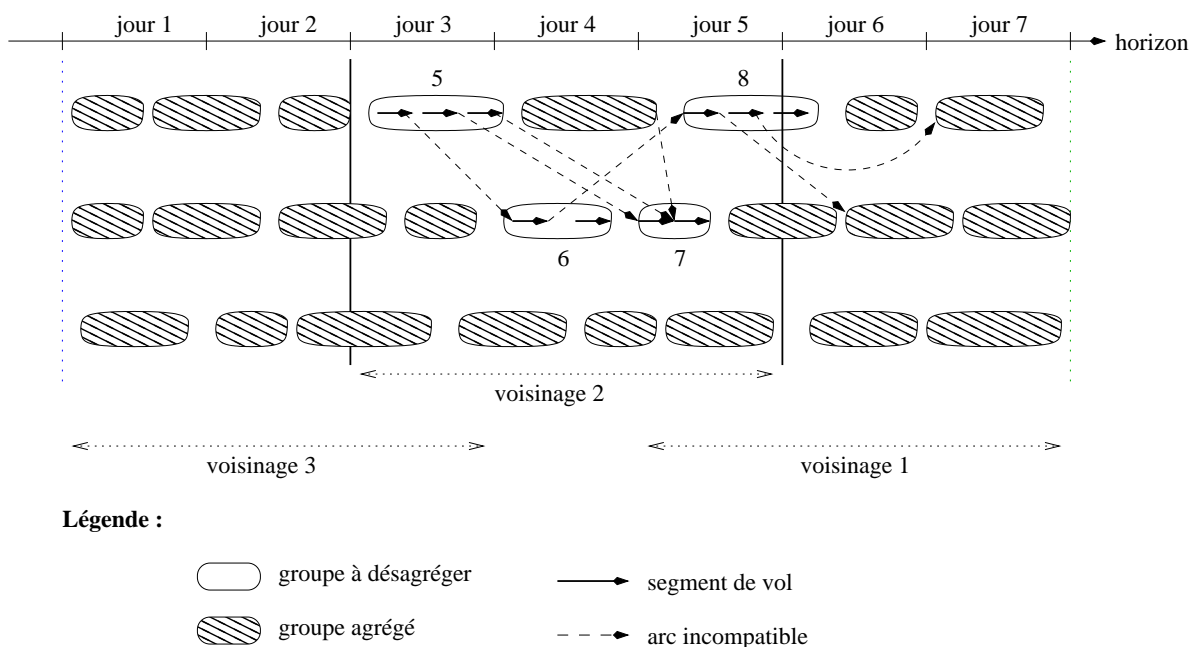 jour 1 jour 2 jour 3 jour 4 jour 5 jour 6 jour 7
horizon
5 8
6 7
voisinage 2
voisinage 3 voisinage 1
Légende :
groupe à désagréger segment de vol
groupe agrégé arc incompatible